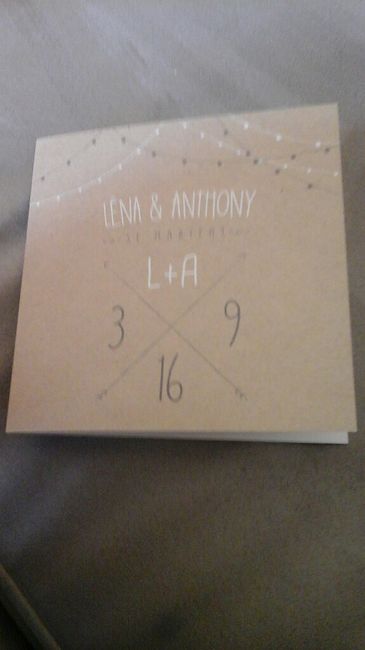 LÉNA & ANTHONY
SE MARIENT
L+A
3 9
16